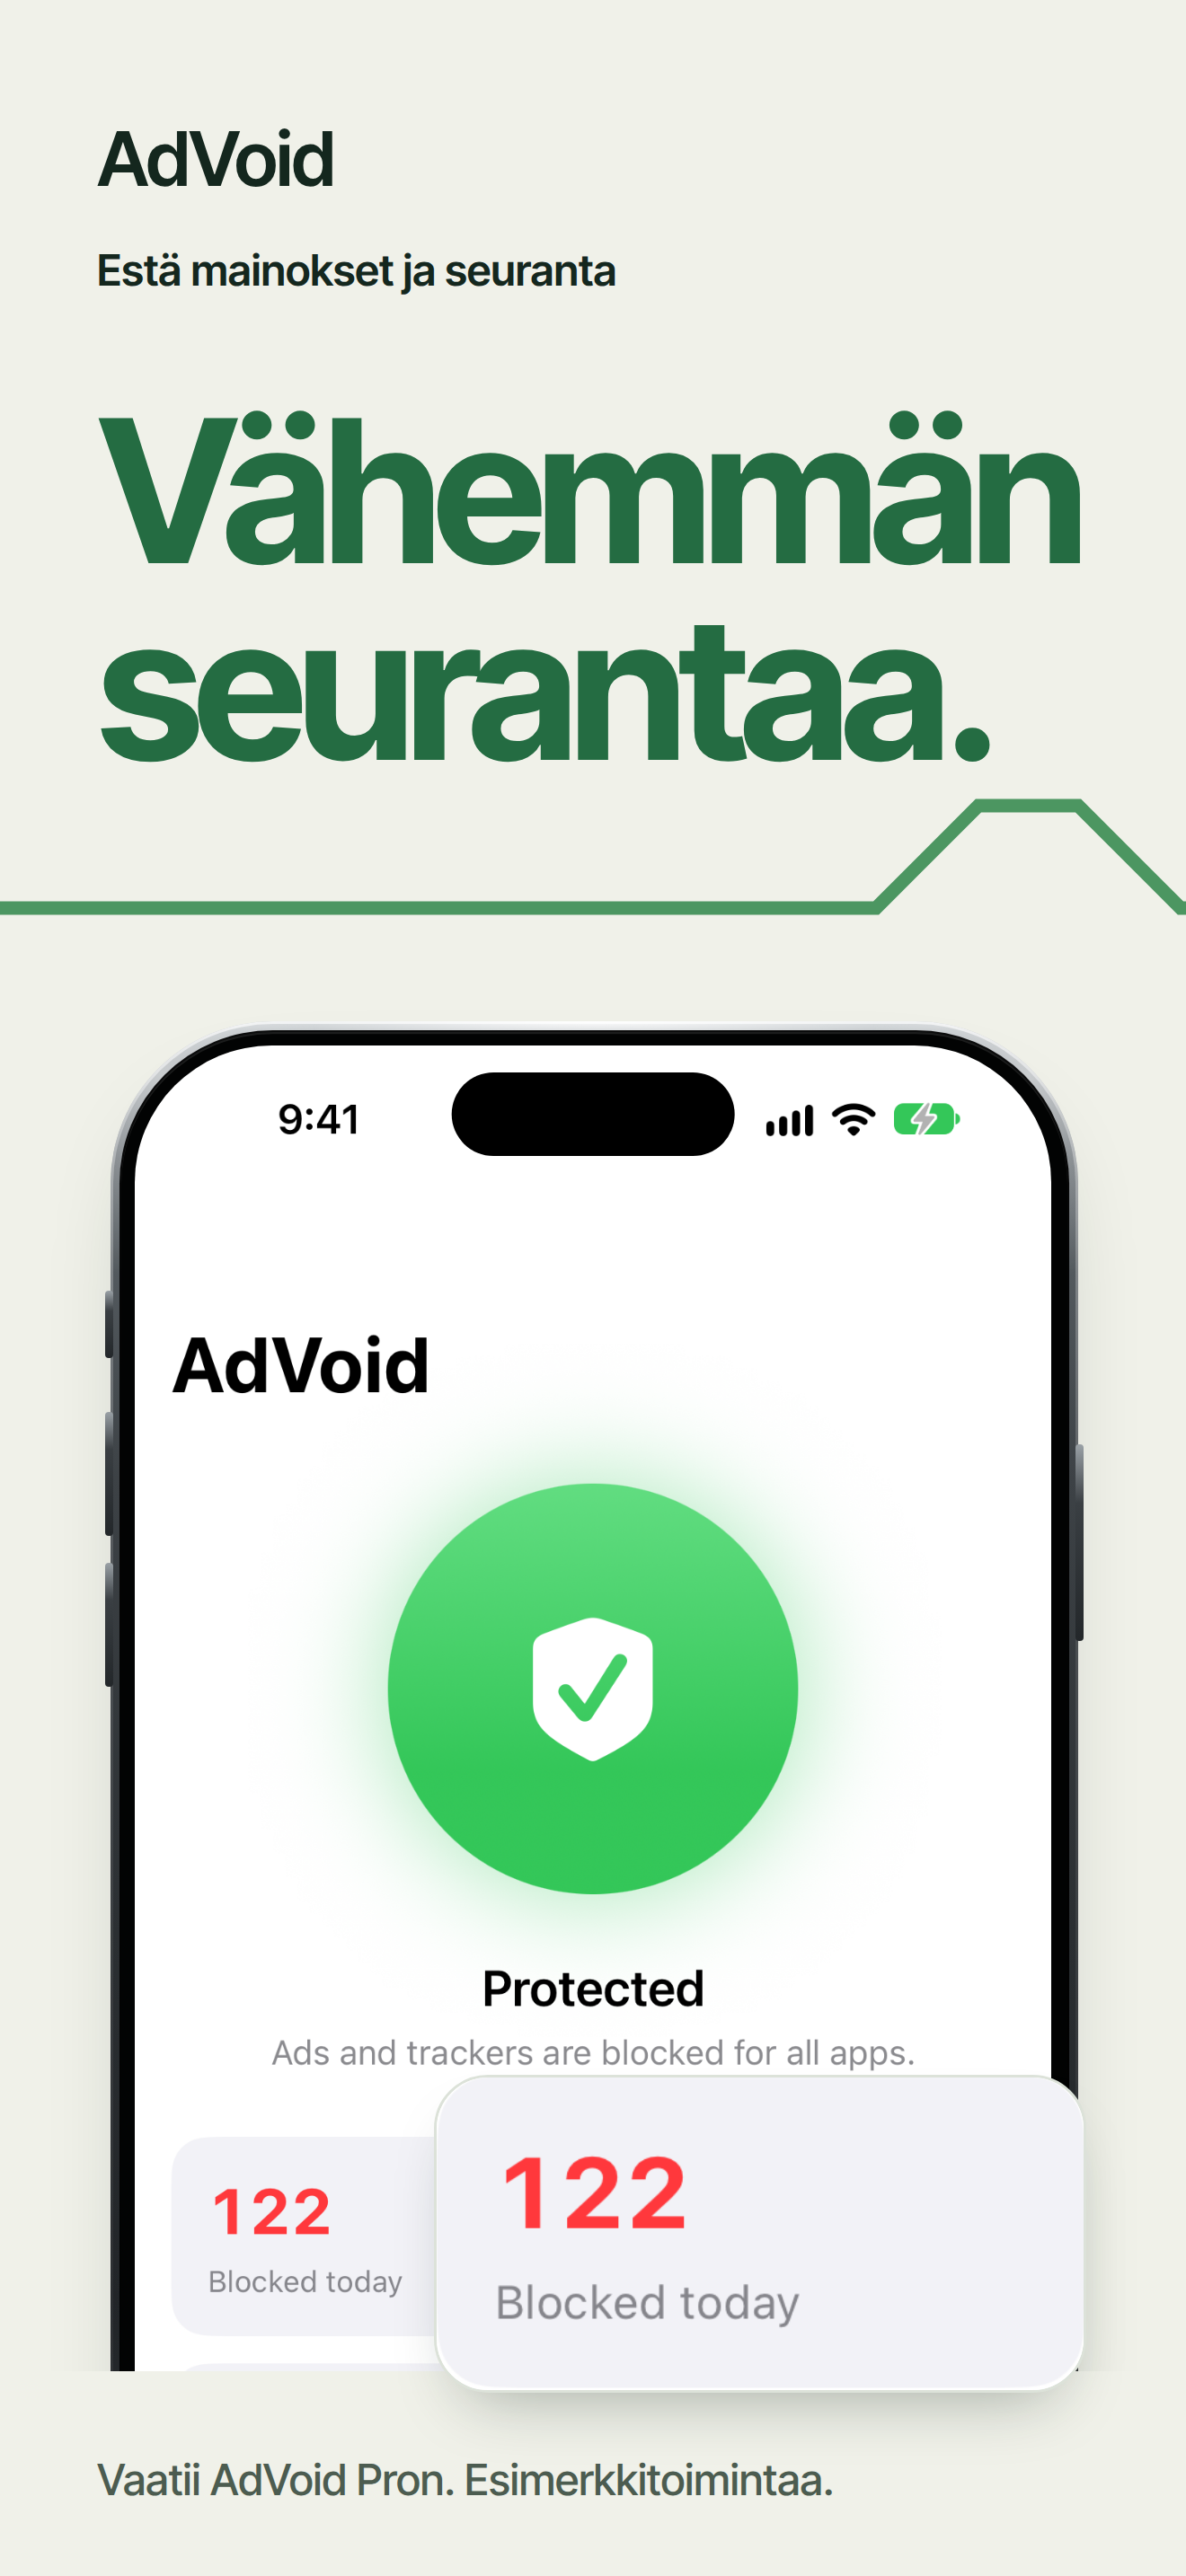 AdVoid
Estä mainokset ja seuranta
Vähemmän
seurantaa.
9:41
AdVoid
Protected
Ads and trackers are blocked for all apps.
122
Blocked today
122
Blocked today
Vaatii AdVoid Pron. Esimerkkitoimintaa.